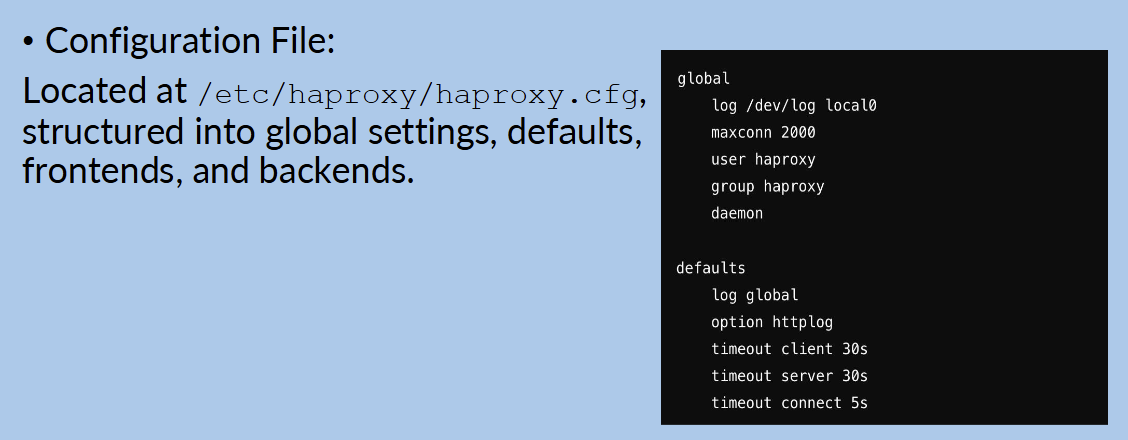 • Configuration File:
Located at /etc/haproxy/haproxy.cfg,
structured into global settings, defaults,
frontends, and backends.
global
    log /dev/log local0
    maxconn 2000
    user haproxy
    group haproxy
    daemon
defaults
    log global
    option httplog
    timeout client 30s
    timeout server 30s
    timeout connect 5s